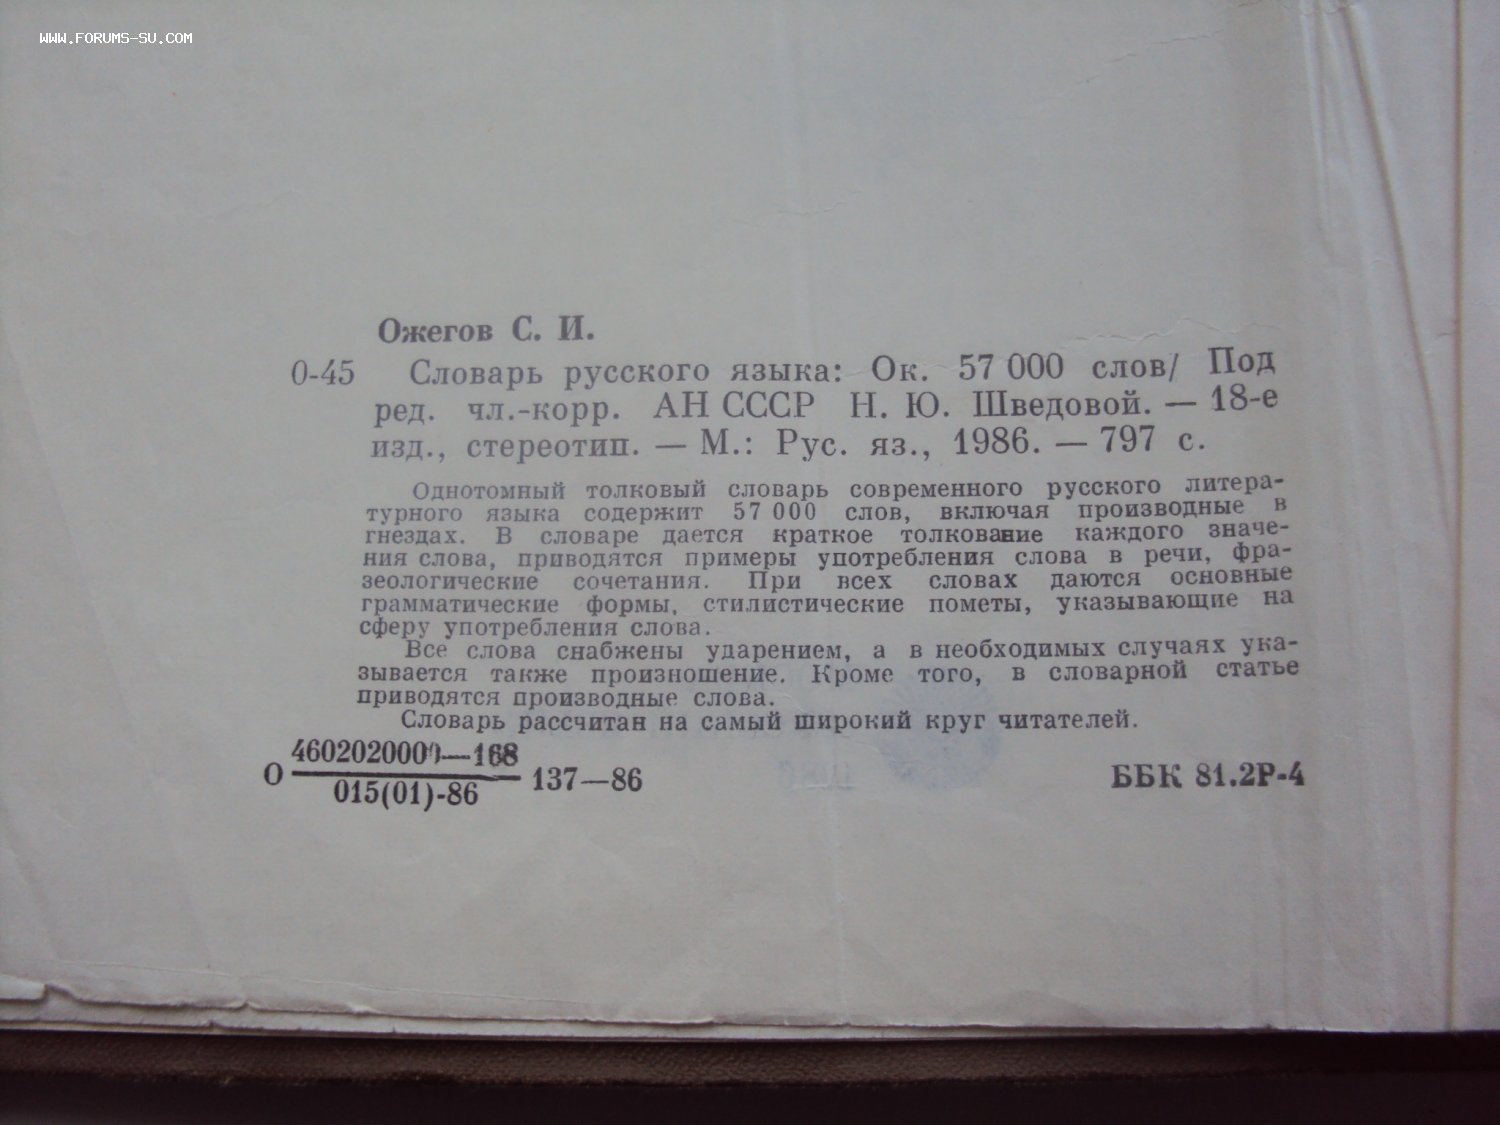 WWW.FORUMS-SU.COM
Ожегов С. И.
О-45 Словарь русского языка: Ок. 57 000 слов/ Под
ред. чл.-корр. АН СССР Н. Ю. Шведовой. — 18-е
изд., стереотип. — М.: Рус. яз., 1986. — 797 с.
Однотомный толковый словарь современного русского литера-
турного языка содержит 57 000 слов, включая производные в
гнездах. В словаре дается краткое толкование каждого значе-
ния слова, приводятся примеры употребления слова в речи, фра-
зеологические сочетания. При всех словах даются основные
грамматические формы, стилистические пометы, указывающие на
сферу употребления слова.
Все слова снабжены ударением, а в необходимых случаях ука-
зывается также произношение. Кроме того, в словарной статье
приводятся производные слова.
Словарь рассчитан на самый широкий круг читателей.
4602020000—168
О 137—86 ББК 81.2Р-4
015(01)-86